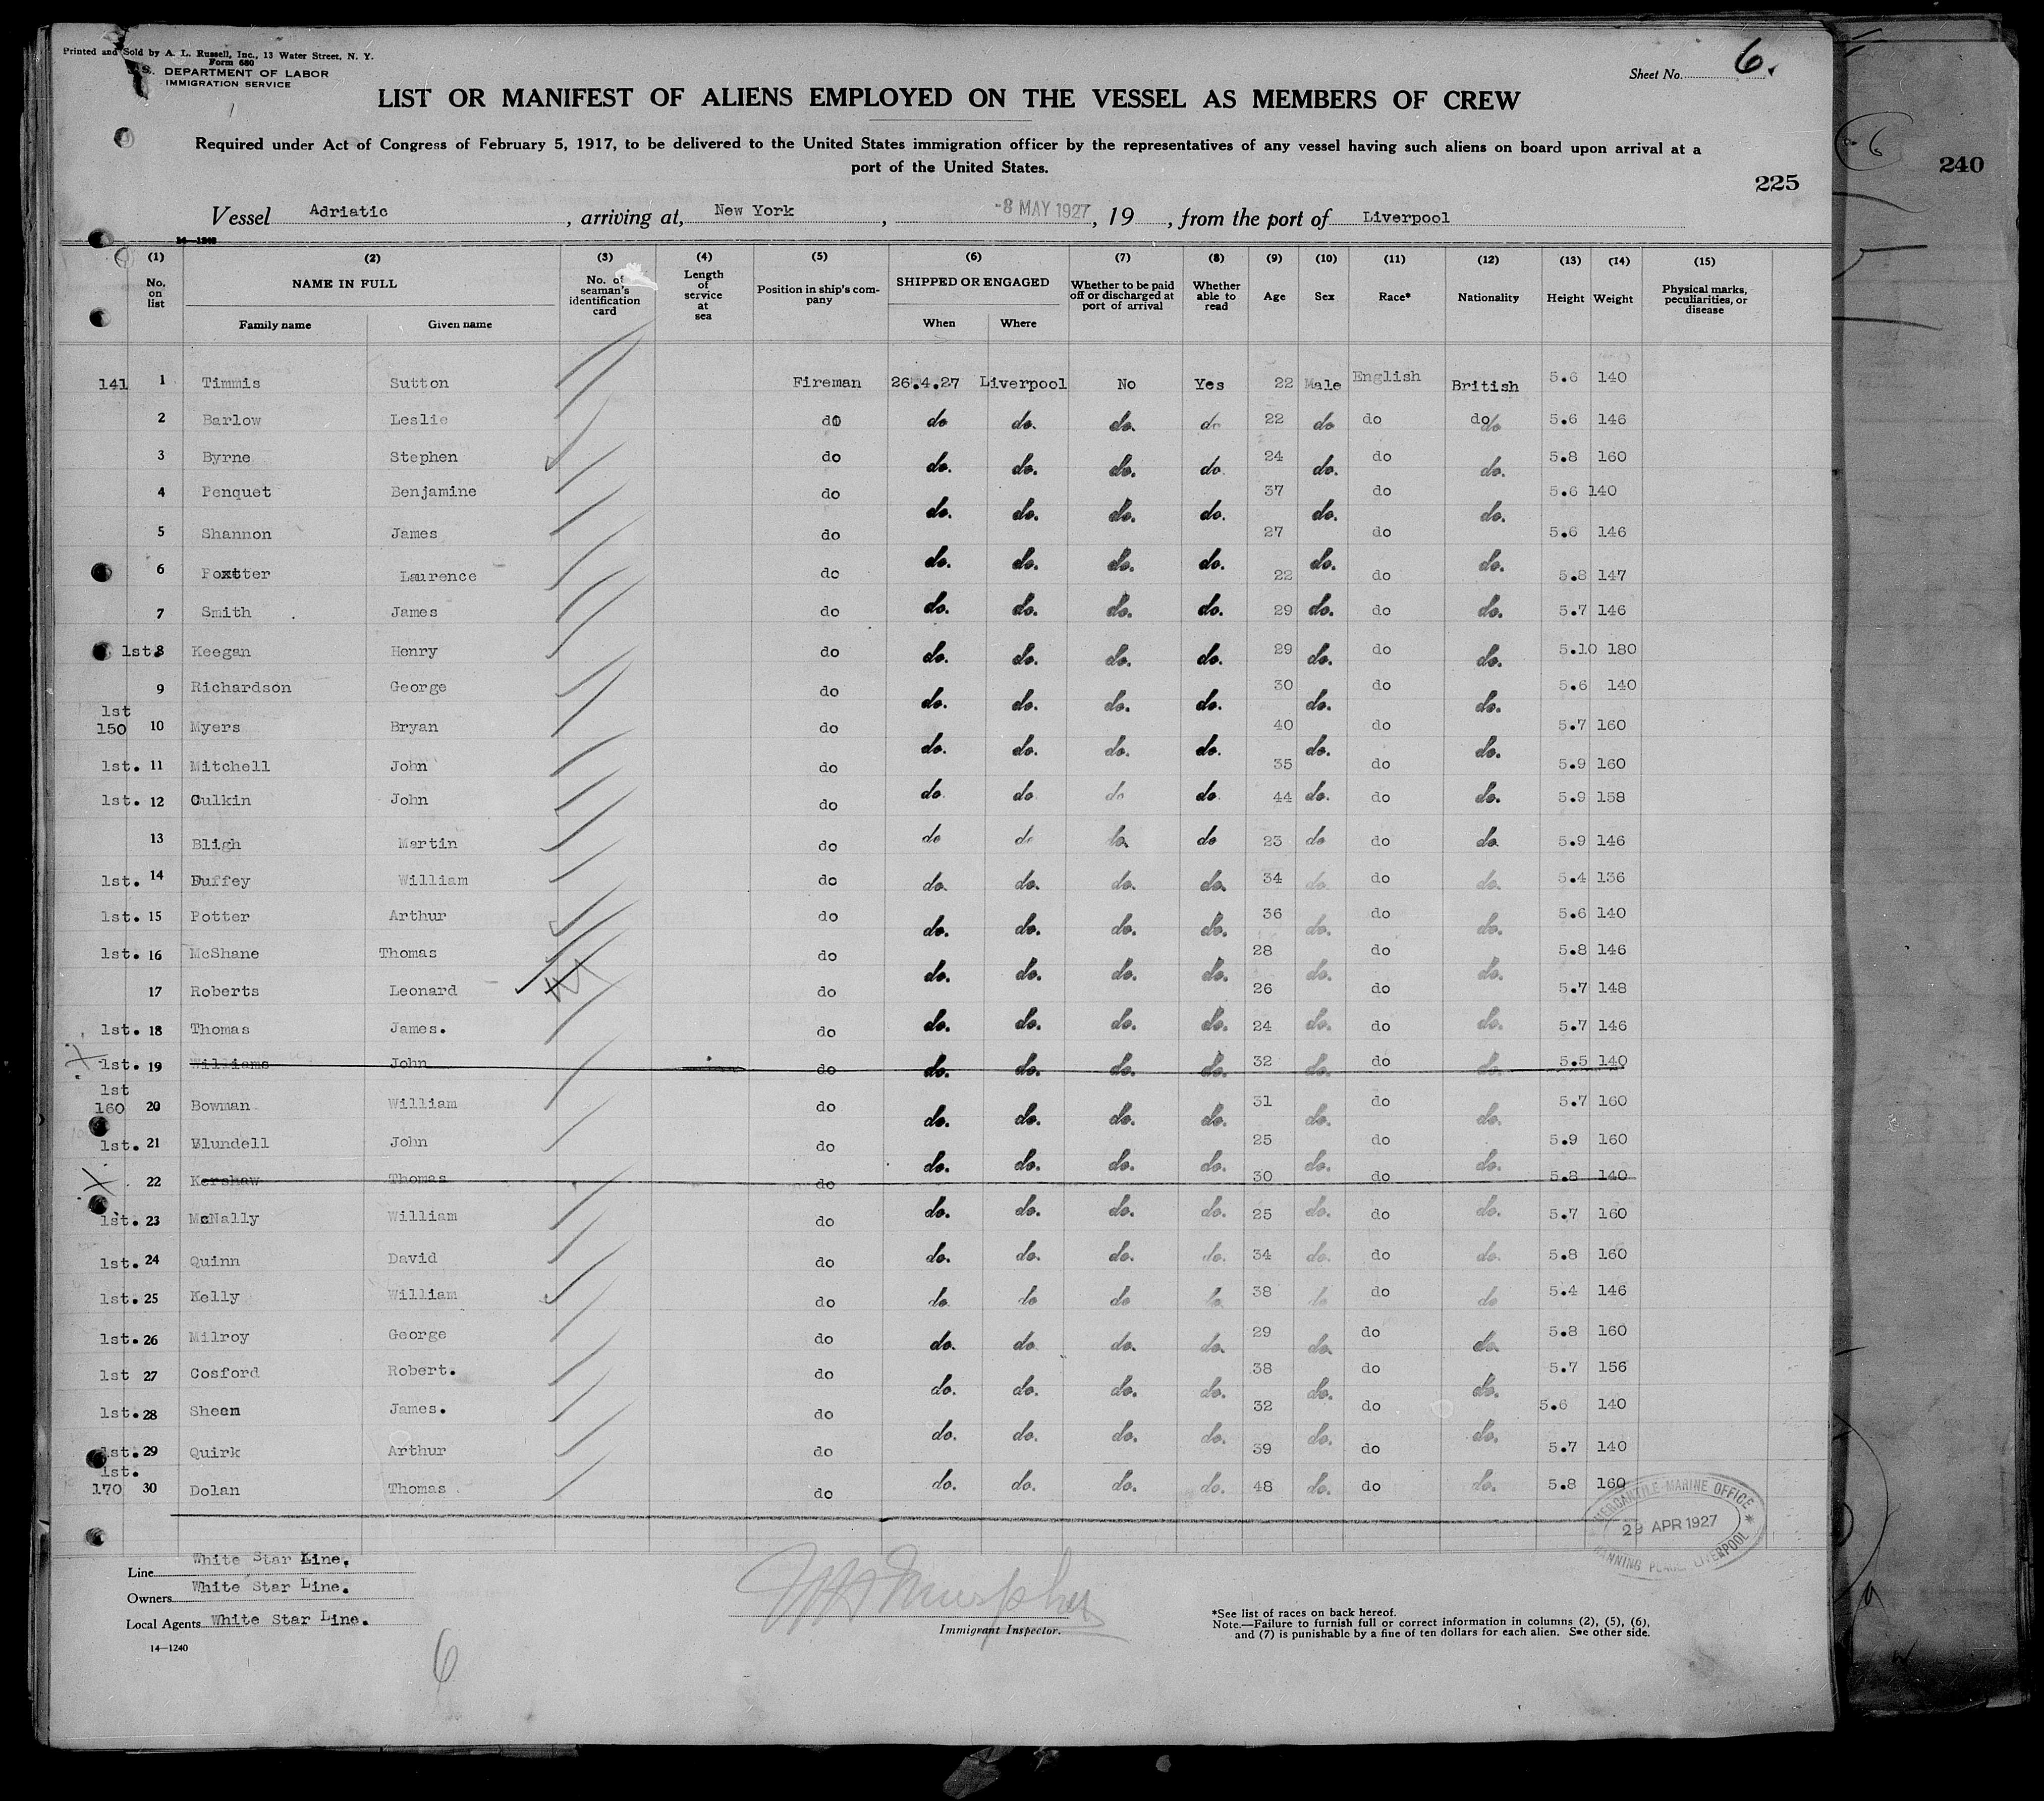 Printed and Sold by A. L. Russell, Inc., 13 Water Street, N. Y.
Form 680
S. DEPARTMENT OF LABOR
IMMIGRATION SERVICE
Sheet No. 6.
LIST OR MANIFEST OF ALIENS EMPLOYED ON THE VESSEL AS MEMBERS OF CREW
Required under Act of Congress of February 5, 1917, to be delivered to the United States immigration officer by the representatives of any vessel having such aliens on board upon arrival at a
port of the United States.
6
240
225
Vessel Adriatic, arriving at, New York, -8 MAY 1927, 19, from the port of Liverpool
14—1240
(1) (2) (3) (4) (5) (6) (7) (8) (9) (10) (11) (12) (13) (14) (15)
No. on list NAME IN FULL Family name Given name No. of seaman's identification card Length of service at sea Position in ship's company SHIPPED OR ENGAGED When Where Whether to be paid off or discharged at port of arrival Whether able to read Age Sex Race* Nationality Height Weight Physical marks, peculiarities, or disease
141 1 Timmis Sutton Fireman 26.4.27 Liverpool No Yes 22 Male English British 5.6 140
2 Barlow Leslie do do do. do. do 22 do do do do 5.6 146
3 Byrne Stephen do do. do. do. do. 24 do. do do. 5.8 160
4 Penquet Benjamine do do. do. do. do. 37 do. do do. 5.6 140
5 Shannon James do do. do. do. do. 27 do. do do. 5.6 146
6 Potter Laurence do do. do. do. do. 22 do. do do. 5.8 147
7 Smith James do do. do. do. do. 29 do. do do. 5.7 146
1st. 8 Keegan Henry do do. do. do. do. 29 do. do do. 5.10 180
9 Richardson George do do. do. do. do. 30 do. do do. 5.6 140
1st
150 10 Myers Bryan do do. do. do. do. 40 do. do do. 5.7 160
1st. 11 Mitchell John do do. do. do. do. 35 do. do do. 5.9 160
1st. 12 Culkin John do do. do do do. 44 do. do do. 5.9 158
13 Bligh Martin do do do do. do 23 do do do. 5.9 146
1st. 14 Duffey William do do. do. do. do. 34 do. do do. 5.4 136
1st. 15 Potter Arthur do do. do. do. do. 36 do. do do. 5.6 140
1st. 16 McShane Thomas do do. do. do. do. 28 do. do do. 5.8 146
17 Roberts Leonard do do. do. do. do. 26 do. do do. 5.7 148
1st. 18 Thomas James. do do. do. do. do. 24 do. do do. 5.7 146
X 1st. 19 Williams John do do. do. do. do. 32 do. do do. 5.5 140
1st
160 20 Bowman William do do. do. do. do. 31 do. do do. 5.7 160
1st. 21 Blundell John do do. do. do. do. 25 do. do do. 5.9 160
X 22 Kershaw Thomas do 30 do 5.8 140
1st. 23 McNally William do do. do. do. do. 25 do. do do. 5.7 160
1st. 24 Quinn David do do. do. do. do. 34 do. do do. 5.8 160
1st. 25 Kelly William do do. do do do. 38 do do do 5.4 146
1st. 26 Milroy George do do. do. do. do. 29 do. do do. 5.8 160
1st 27 Cosford Robert. do do. do. do. do. 38 do. do do. 5.7 156
1st. 28 Sheen James. do do. do. do. do. 32 do. do do. 5.6 140
1st. 29 Quirk Arthur do 39 do 5.7 140
1st.
170 30 Dolan Thomas do do. do. do. do. 48 do. do do. 5.8 160
MERCANTILE MARINE OFFICE
29 APR 1927
CANNING PLACE, LIVERPOOL
Line White Star Line.
Owners White Star Line.
Local Agents White Star Line.
14—1240
6
Immigrant Inspector.
*See list of races on back hereof.
Note.—Failure to furnish full or correct information in columns (2), (5), (6),
and (7) is punishable by a fine of ten dollars for each alien. See other side.